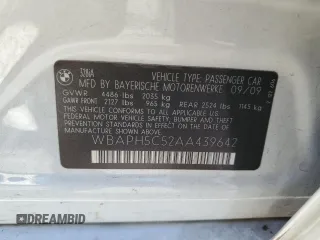 328iA
VEHICLE TYPE: PASSENGER CAR
MFD BY BAYERISCHE MOTORENWERKE 09/09
GVWR 4486-lbs 2035 kg
GAWR FRONT 2127 lbs 965 kg REAR 2524 lbs 1145 kg
THIS VEHICLE CONFORMS TO ALL APPLICABLE
FEDERAL MOTOR VEHICLE SAFETY, BUMPER, AND
THEFT PREVENTION STANDARDS IN EFFECT ON
THE DATE OF MANUFACTURE SHOWN ABOVE.
WBAPH5C52AA439642
DREAMBID